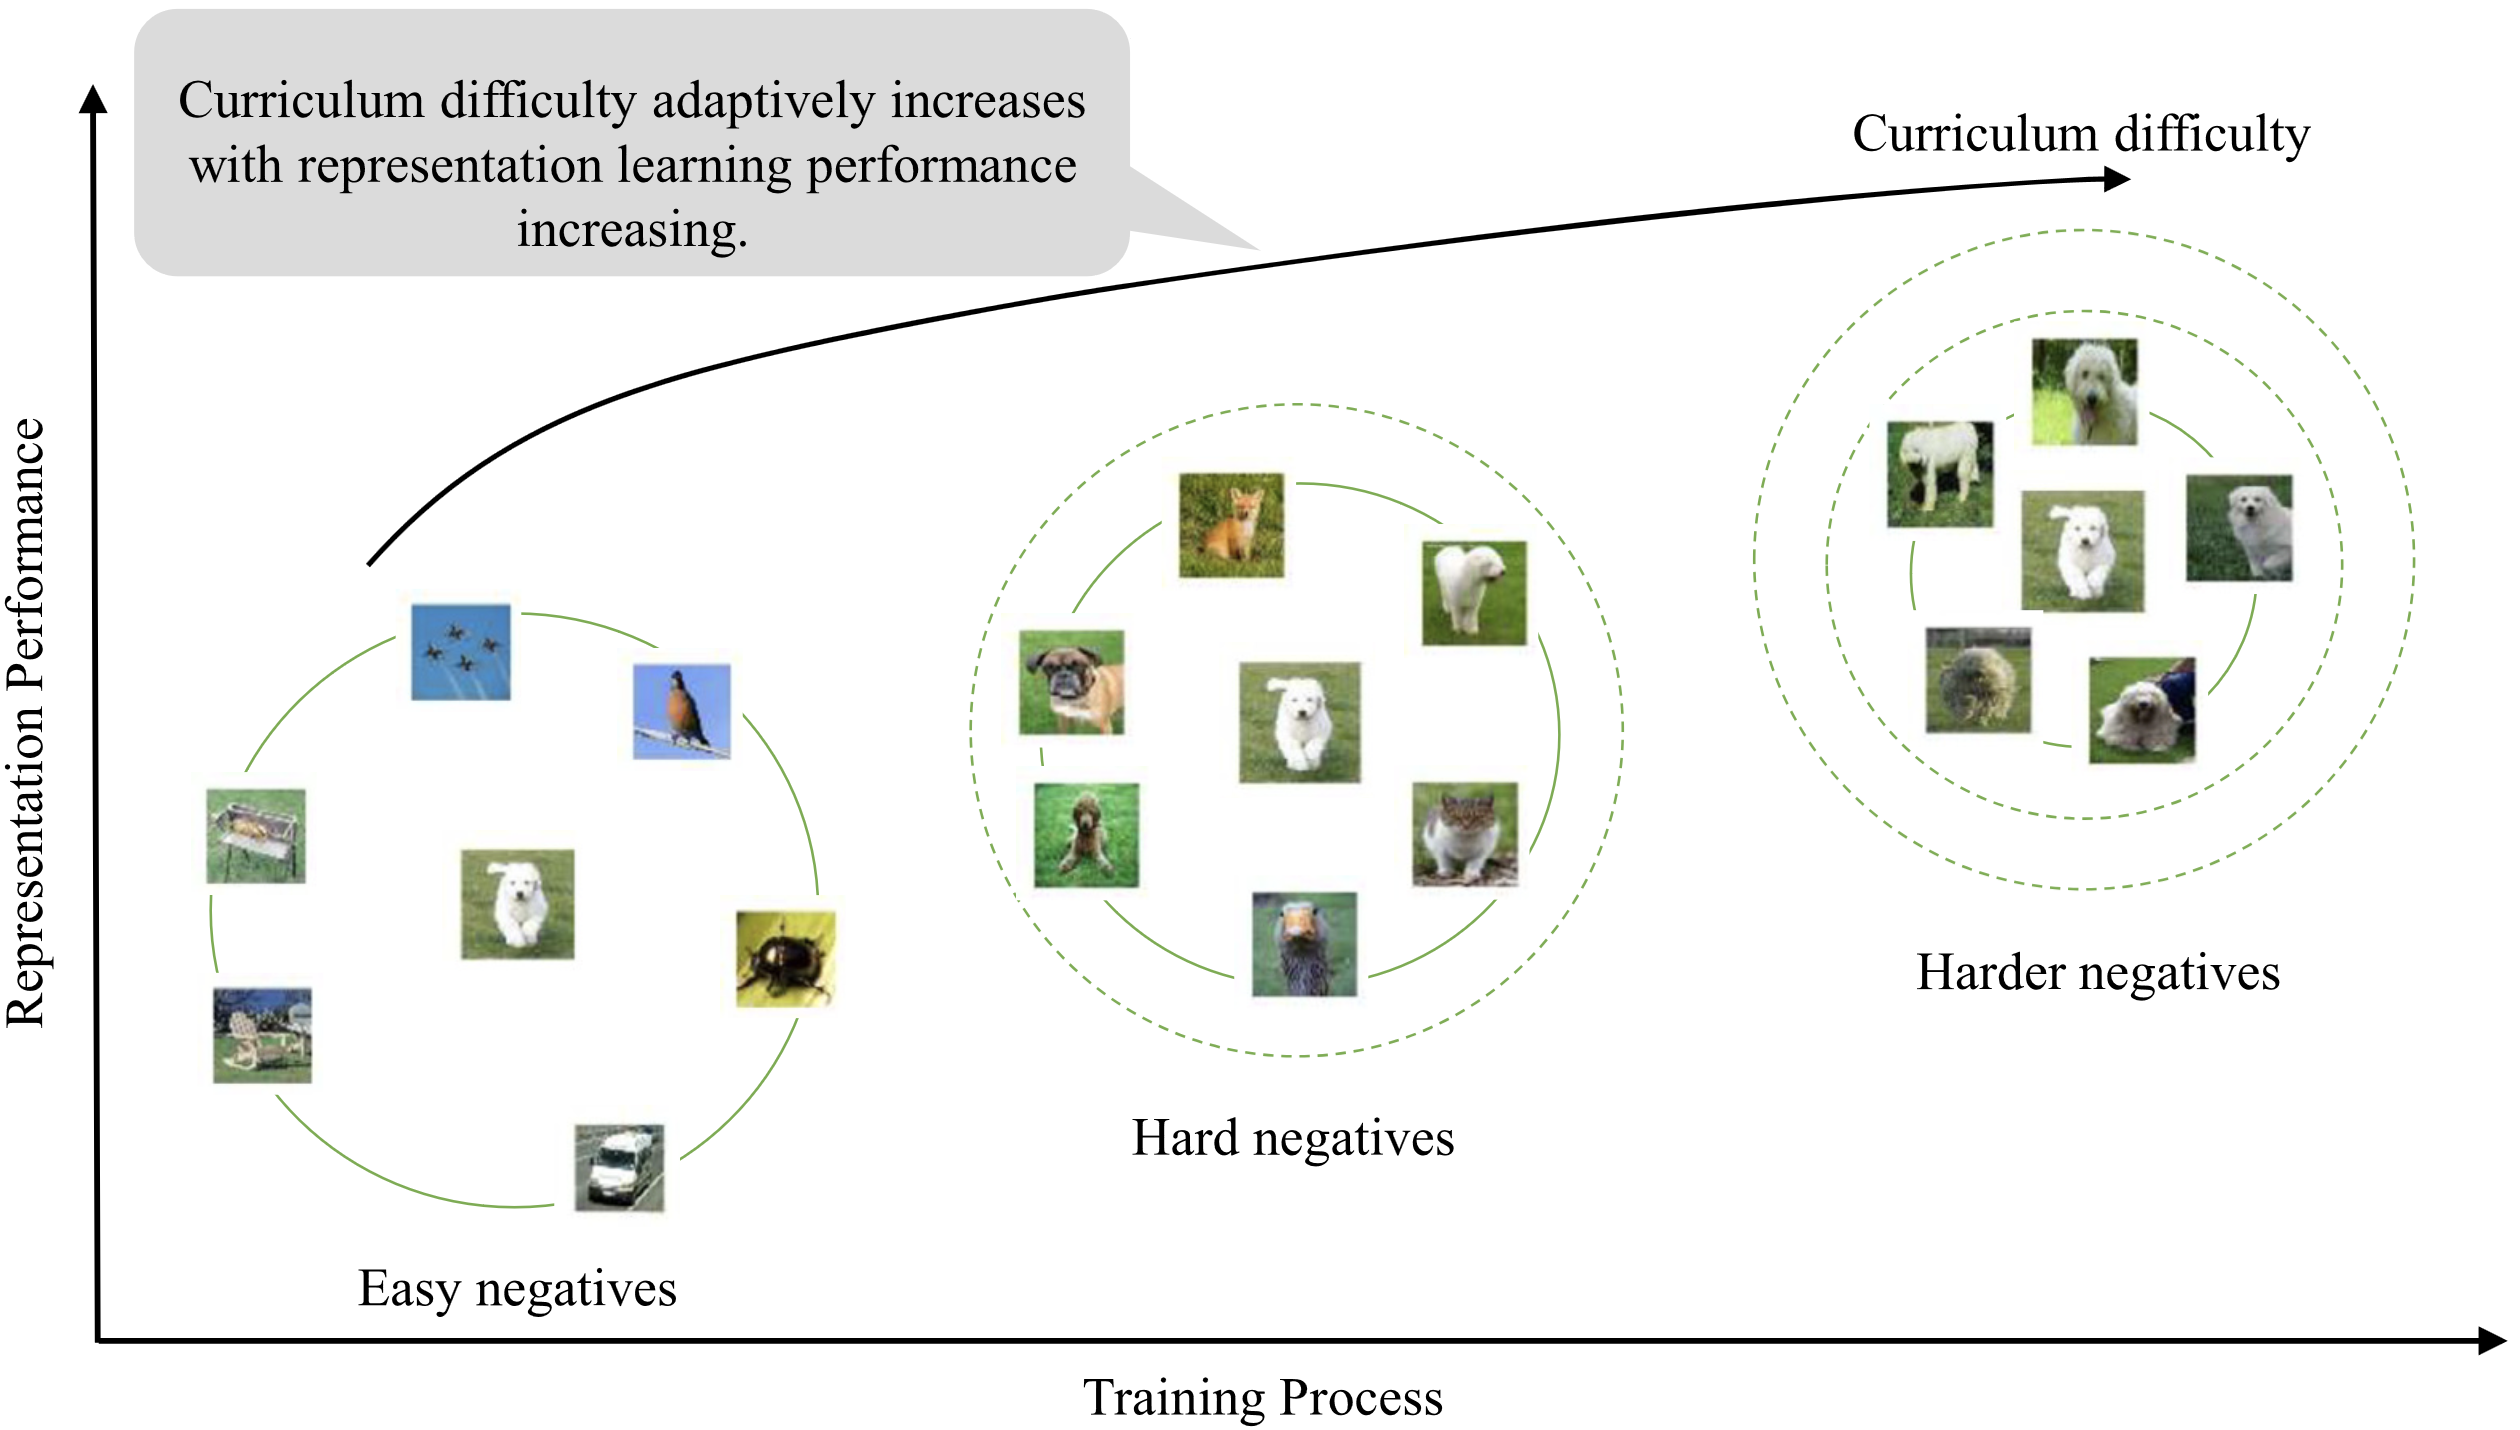 Curriculum difficulty adaptively increases
with representation learning performance
increasing.
Curriculum difficulty
Representation Performance
Easy negatives
Hard negatives
Harder negatives
Training Process